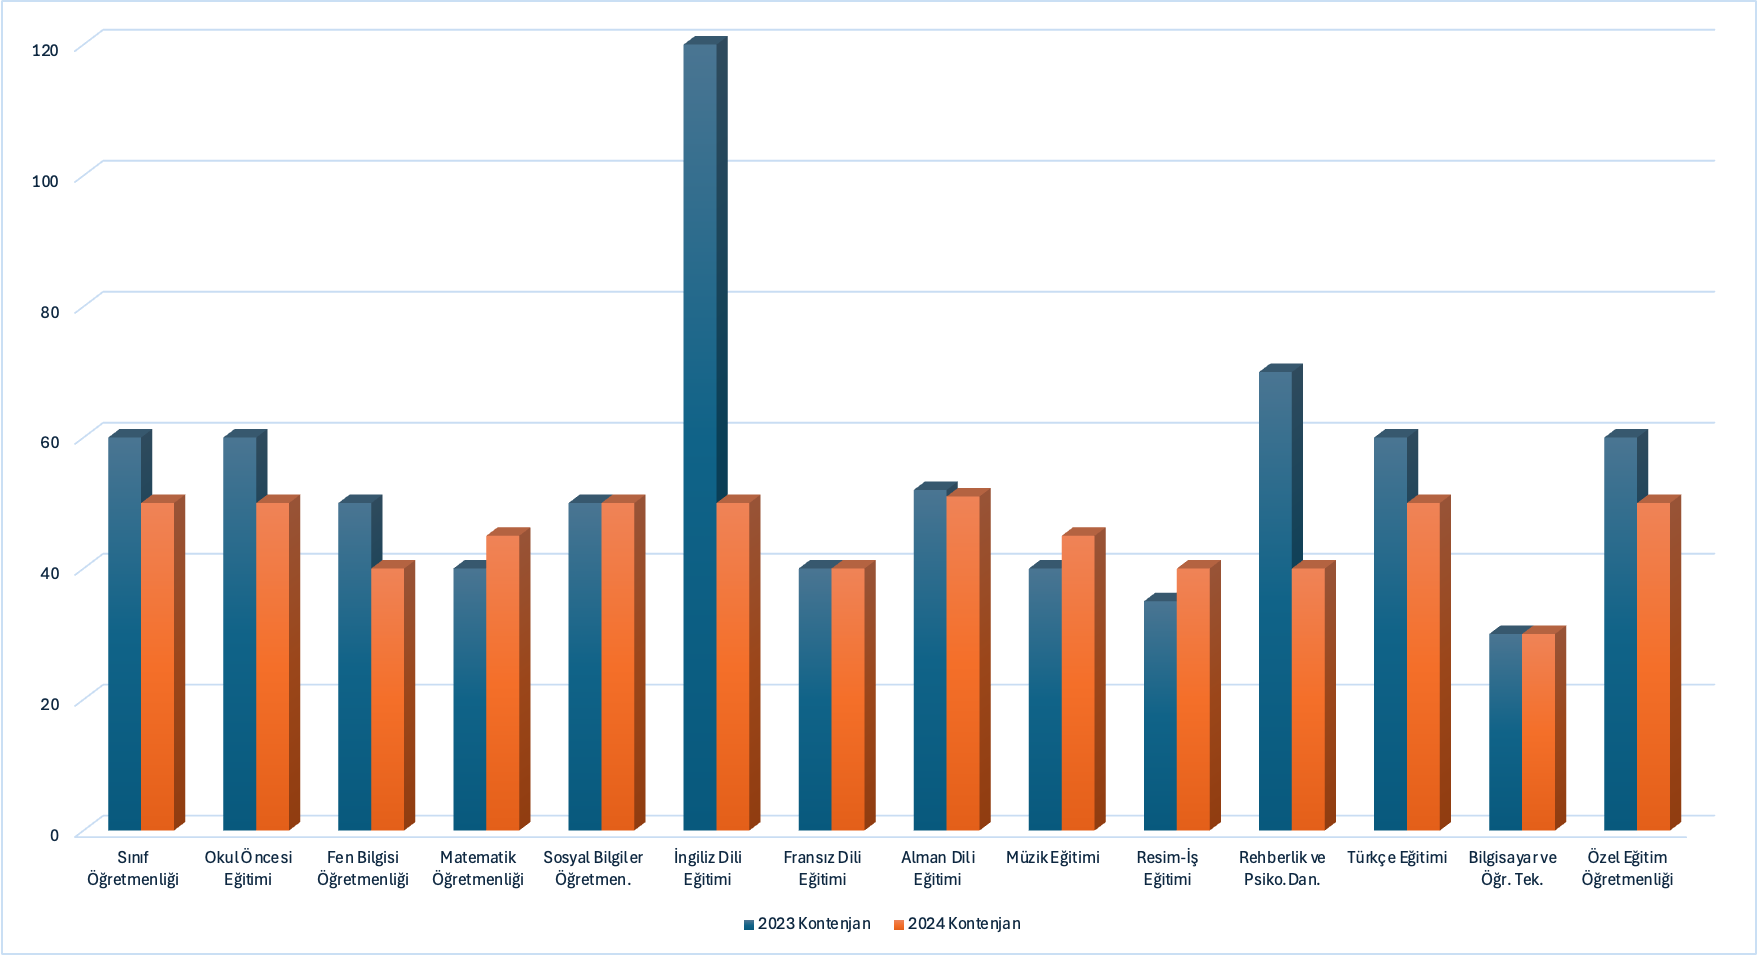 120
100
80
60
40
20
0
Sınıf
Öğretmenliği
Okul Öncesi
Eğitimi
Fen Bilgisi
Öğretmenliği
Matematik
Öğretmenliği
Sosyal Bilgiler
Öğretmen.
İngiliz Dili
Eğitimi
Fransız Dili
Eğitimi
Alman Dili
Eğitimi
Müzik Eğitimi
Resim-İş
Eğitimi
Rehberlik ve
Psiko.Dan.
Türkçe Eğitimi
Bilgisayar ve
Öğr. Tek.
Özel Eğitim
Öğretmenliği
2023 Kontenjan
2024 Kontenjan